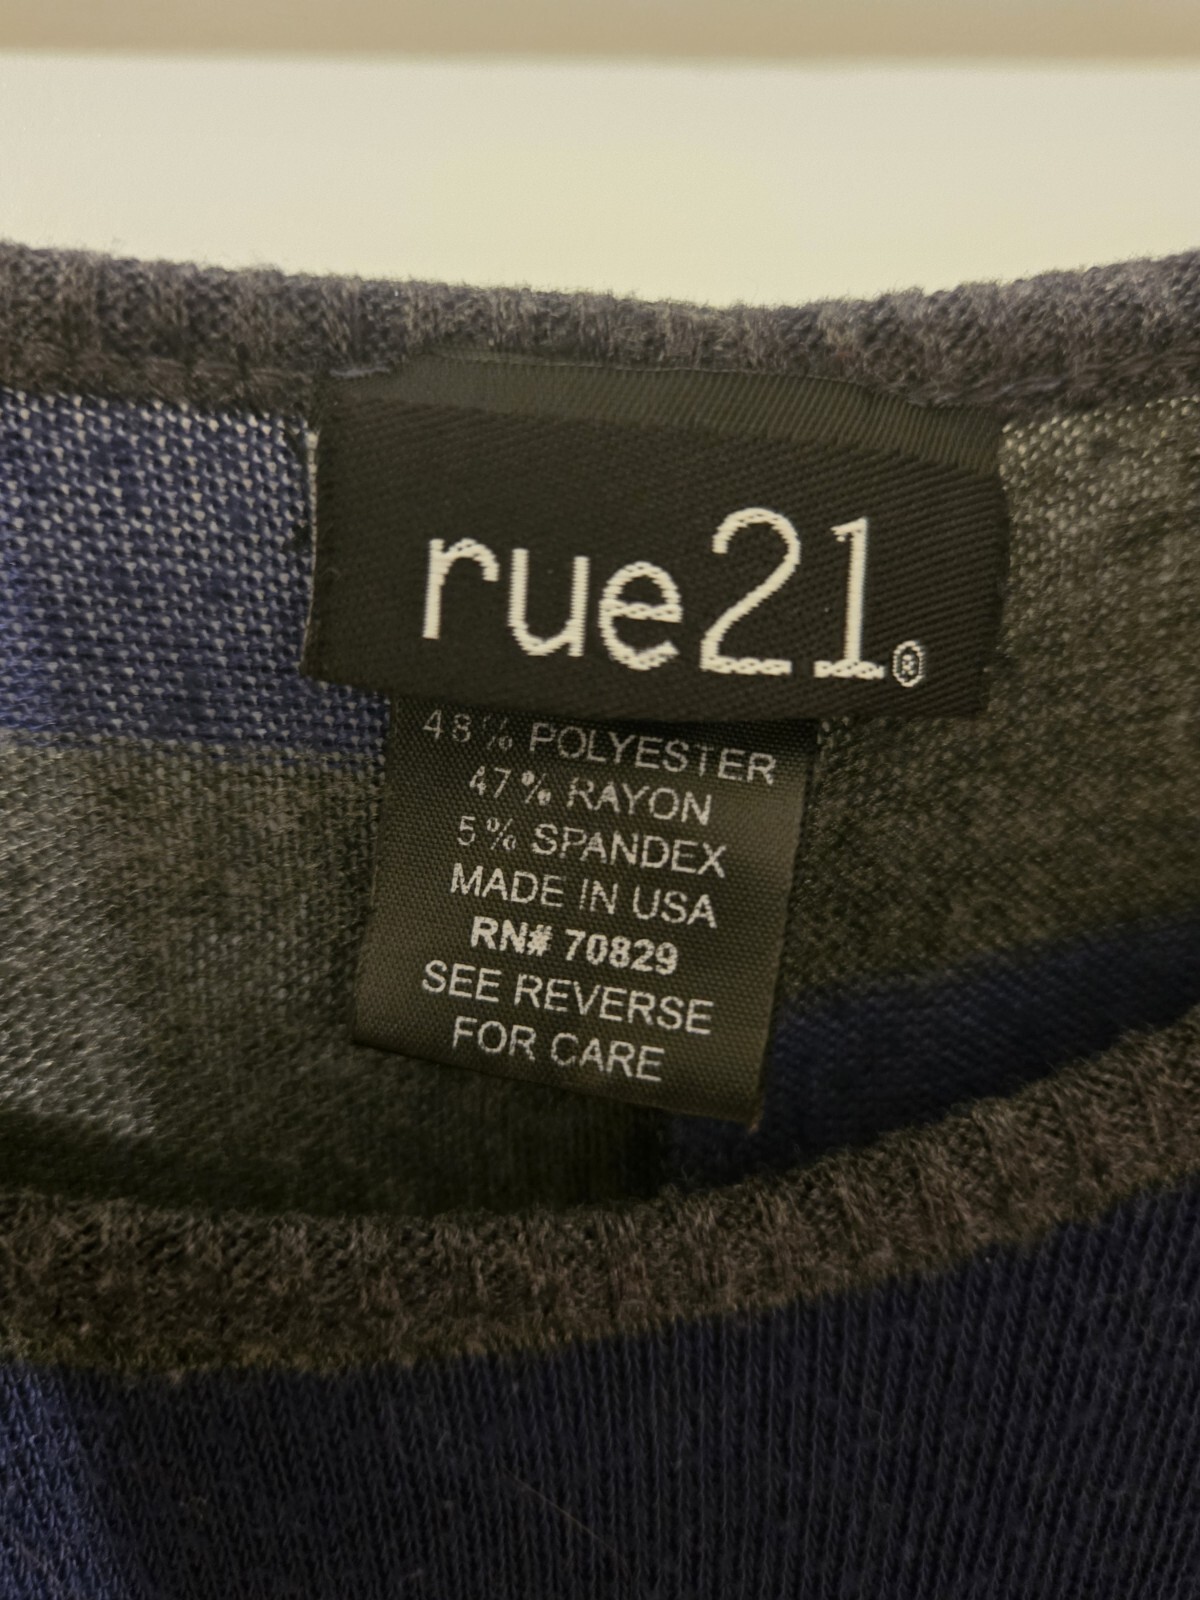 rue21®
48% POLYESTER
47% RAYON
5% SPANDEX
MADE IN USA
RN# 70829
SEE REVERSE
FOR CARE